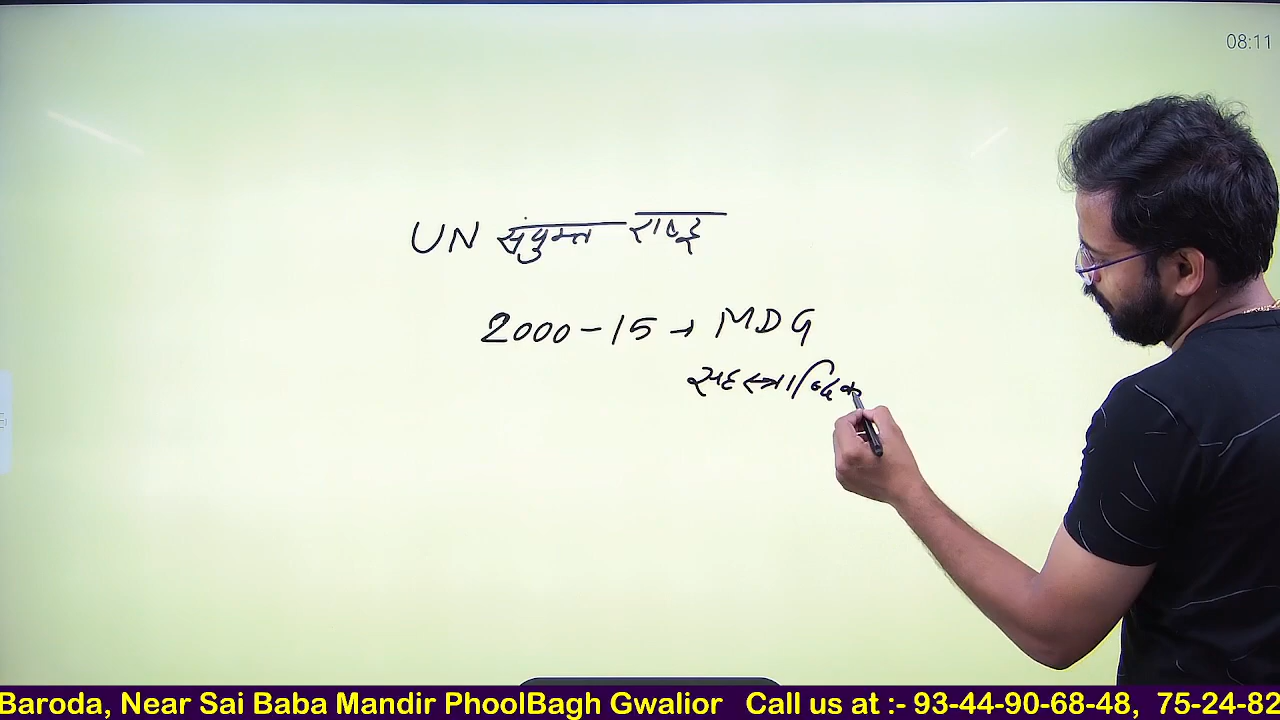 08:11
UN संयुक्त राष्ट्र
2000-15 → MDG
सहस्त्राब्दिक
Baroda, Near Sai Baba Mandir PhoolBagh Gwalior Call us at :- 93-44-90-68-48, 75-24-82